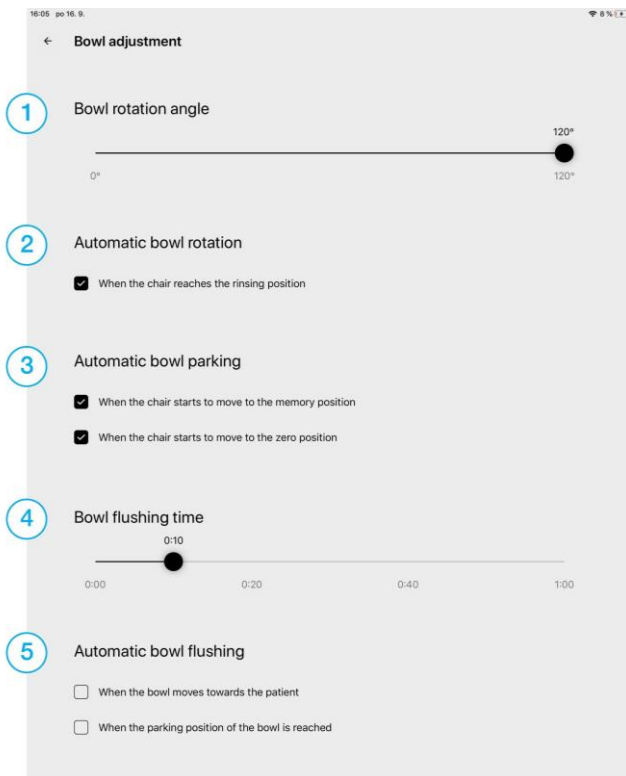 16:05 po 16. 9. 8 %
Bowl adjustment
1
Bowl rotation angle
120°
0° 120°
2
Automatic bowl rotation
When the chair reaches the rinsing position
3
Automatic bowl parking
When the chair starts to move to the memory position
When the chair starts to move to the zero position
4
Bowl flushing time
0:10
0:00 0:20 0:40 1:00
5
Automatic bowl flushing
When the bowl moves towards the patient
When the parking position of the bowl is reached